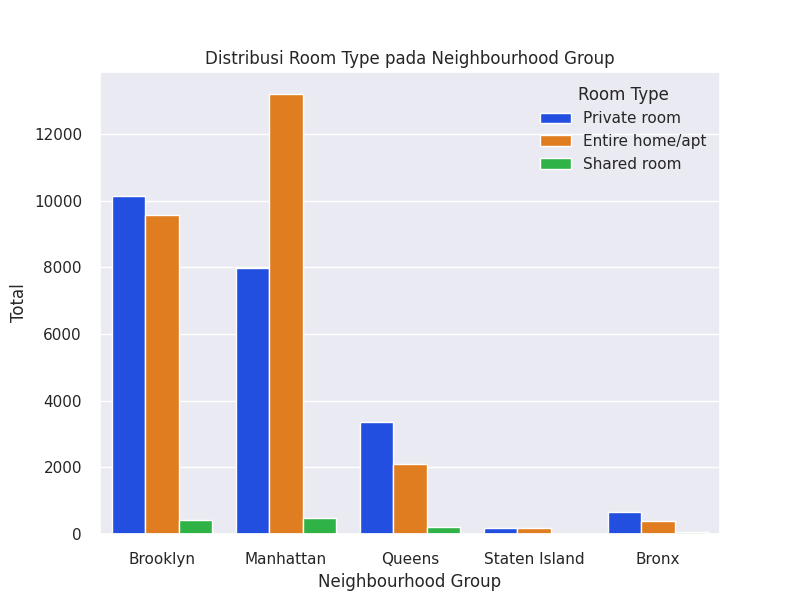 Distribusi Room Type pada Neighbourhood Group
Room Type
Private room
Entire home/apt
Shared room
12000
10000
8000
6000
4000
2000
0
Total
Brooklyn
Manhattan
Queens
Staten Island
Bronx
Neighbourhood Group